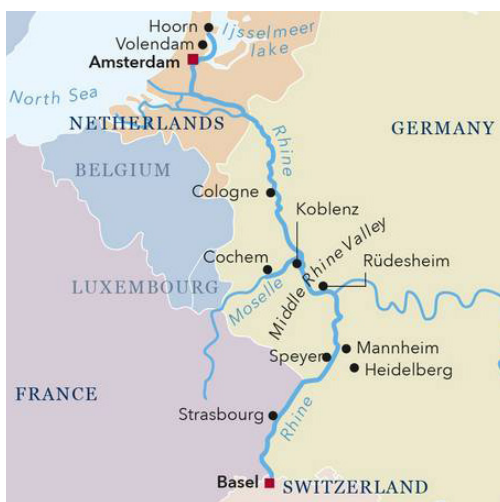 Hoorn
Ijsselmeer
lake
Volendam
Amsterdam
North Sea
NETHERLANDS
Rhine
GERMANY
BELGIUM
Cologne
Koblenz
Cochem
Middle Rhine Valley
Rüdesheim
LUXEMBOURG
Moselle
Speyer
Mannheim
Heidelberg
FRANCE
Strasbourg
Rhine
Basel
SWITZERLAND